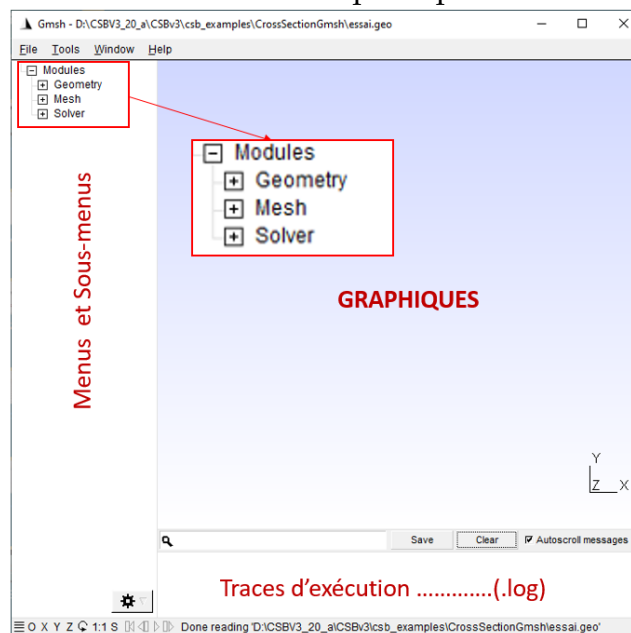 Gmsh - D:\CSBV3_20_a\CSBv3\csb_examples\CrossSectionGmsh\essai.geo
File Tools Window Help
Modules
Geometry
Mesh
Solver
Modules
Geometry
Mesh
Solver
Menus et Sous-menus
GRAPHIQUES
Y
Z X
Save Clear Autoscroll messages
Traces d’exécution ............(.log)
O X Y Z 1:1 S Done reading 'D:\CSBV3_20_a\CSBv3\csb_examples\CrossSectionGmsh\essai.geo'